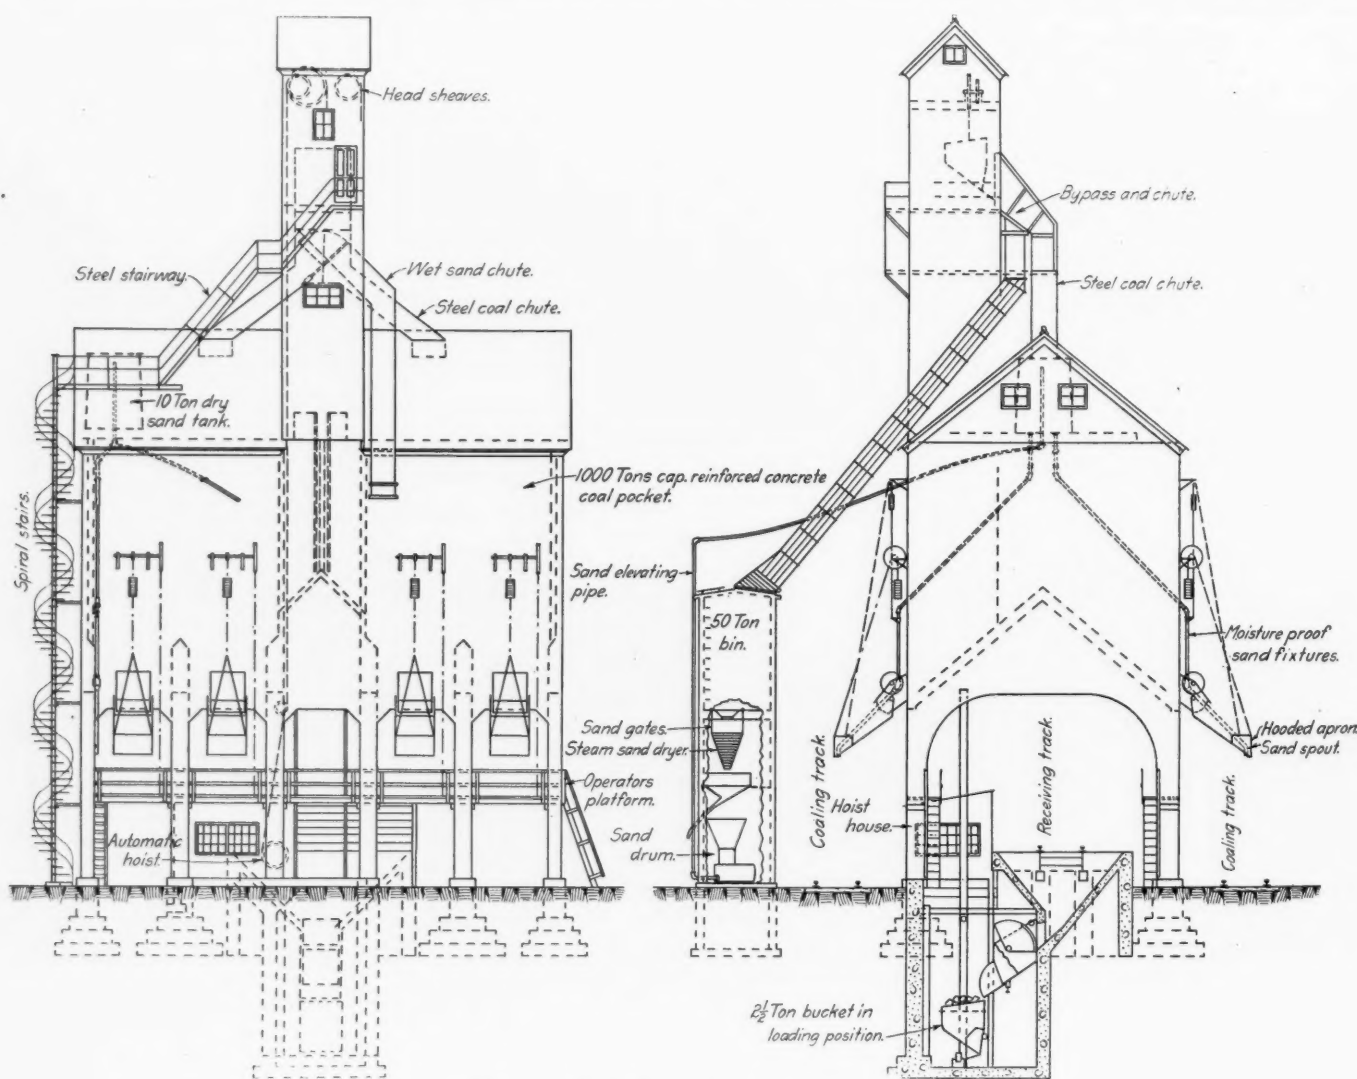 Head sheaves.
Bypass and chute.
Steel stairway.
Wet sand chute.
Steel coal chute.
Steel coal chute.
10 Ton dry
sand tank.
1000 Tons cap. reinforced concrete
coal pocket.
Spiral stairs.
Sand elevating
pipe.
50 Ton
bin.
Moisture proof
sand fixtures.
Sand gates.
Steam sand dryer.
Hooded apron.
Sand spout.
Operators
platform.
Coaling track.
Receiving track.
Coaling track.
Hoist
house.
Automatic
hoist.
Sand
drum.
2½ Ton bucket in
loading position.